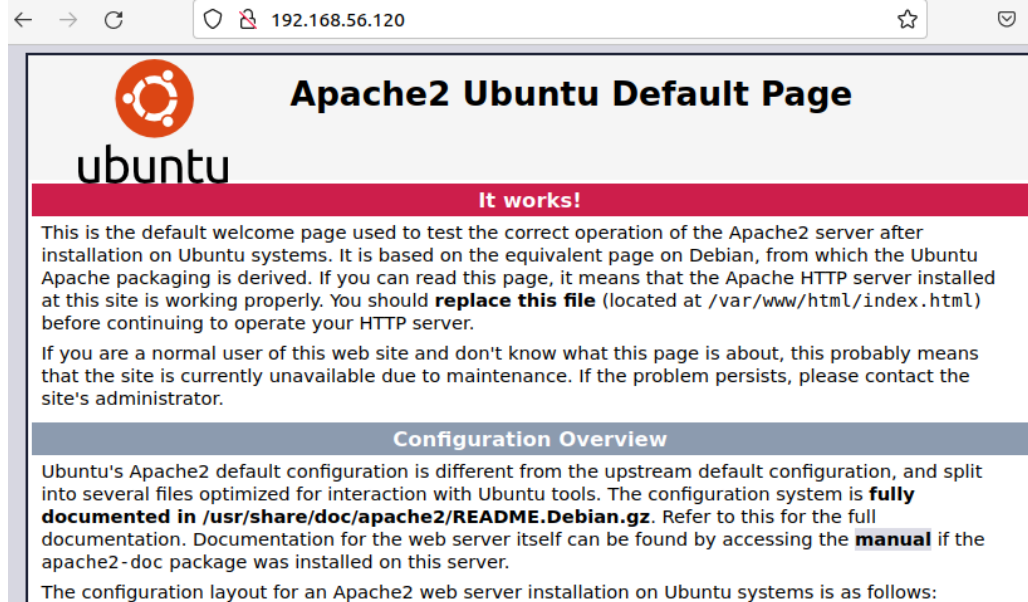 192.168.56.120
Apache2 Ubuntu Default Page
ubuntu
It works!
This is the default welcome page used to test the correct operation of the Apache2 server after
installation on Ubuntu systems. It is based on the equivalent page on Debian, from which the Ubuntu
Apache packaging is derived. If you can read this page, it means that the Apache HTTP server installed
at this site is working properly. You should replace this file (located at /var/www/html/index.html)
before continuing to operate your HTTP server.
If you are a normal user of this web site and don't know what this page is about, this probably means
that the site is currently unavailable due to maintenance. If the problem persists, please contact the
site's administrator.
Configuration Overview
Ubuntu's Apache2 default configuration is different from the upstream default configuration, and split
into several files optimized for interaction with Ubuntu tools. The configuration system is fully
documented in /usr/share/doc/apache2/README.Debian.gz. Refer to this for the full
documentation. Documentation for the web server itself can be found by accessing the manual if the
apache2-doc package was installed on this server.
The configuration layout for an Apache2 web server installation on Ubuntu systems is as follows: